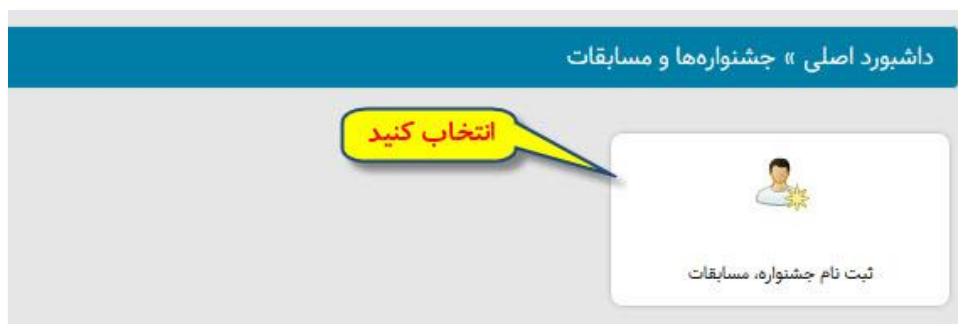 داشبورد اصلی » جشنواره‌ها و مسابقات
انتخاب کنید
ثبت نام جشنواره، مسابقات